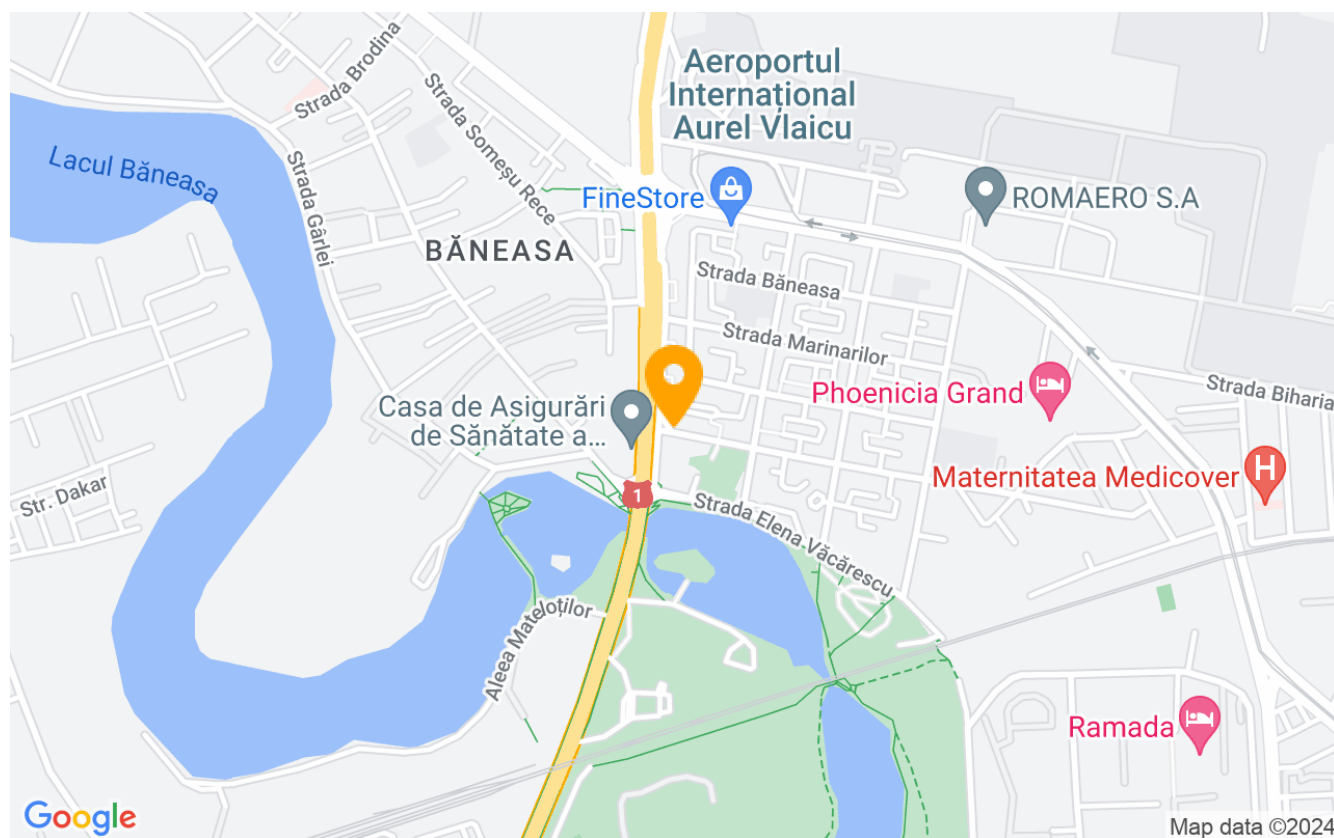 Strada Brodina
Aeroportul
Internațional
Aurel Vlaicu
Strada Someșu Rece
Lacul Băneasa
Strada Gârlei
FineStore
ROMAERO S.A
BĂNEASA
Strada Băneasa
Strada Marinarilor
Phoenicia Grand
Strada Biharia
Casa de Asigurări
de Sănătate a...
Maternitatea Medicover
H
Str. Dakar
1
Strada Elena Văcărescu
Aleea Mateloților
Ramada
Google
Map data ©2024